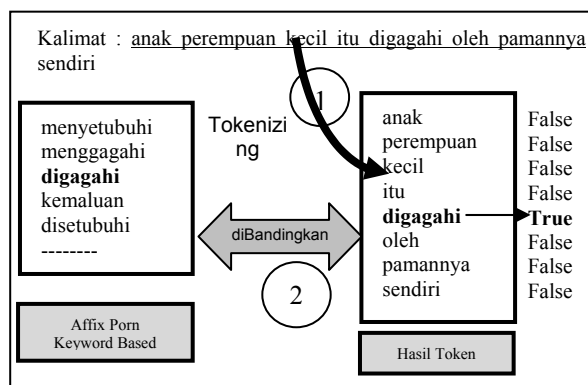 Kalimat : anak perempuan kecil itu digagahi oleh pamannya
sendiri
1
Tokenizi
ng
menyetubuhi
menggagahi
digagahi
kemaluan
disetubuhi
--------
Affix Porn
Keyword Based
diBandingkan
2
anak
perempuan
kecil
itu
digagahi
oleh
pamannya
sendiri
Hasil Token
False
False
False
False
True
False
False
False